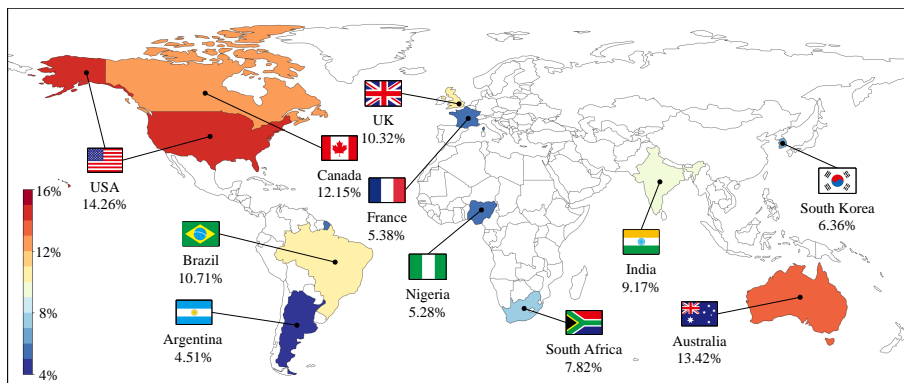 UK
10.32%
USA
14.26%
Canada
12.15%
France
5.38%
South Korea
6.36%
16%
12%
8%
4%
Brazil
10.71%
Nigeria
5.28%
India
9.17%
Argentina
4.51%
South Africa
7.82%
Australia
13.42%